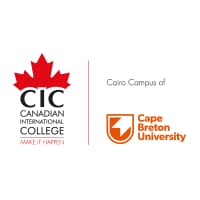 CIC
CANADIAN
INTERNATIONAL
COLLEGE
MAKE IT HAPPEN
Cairo Campus of
Cape
Breton
University